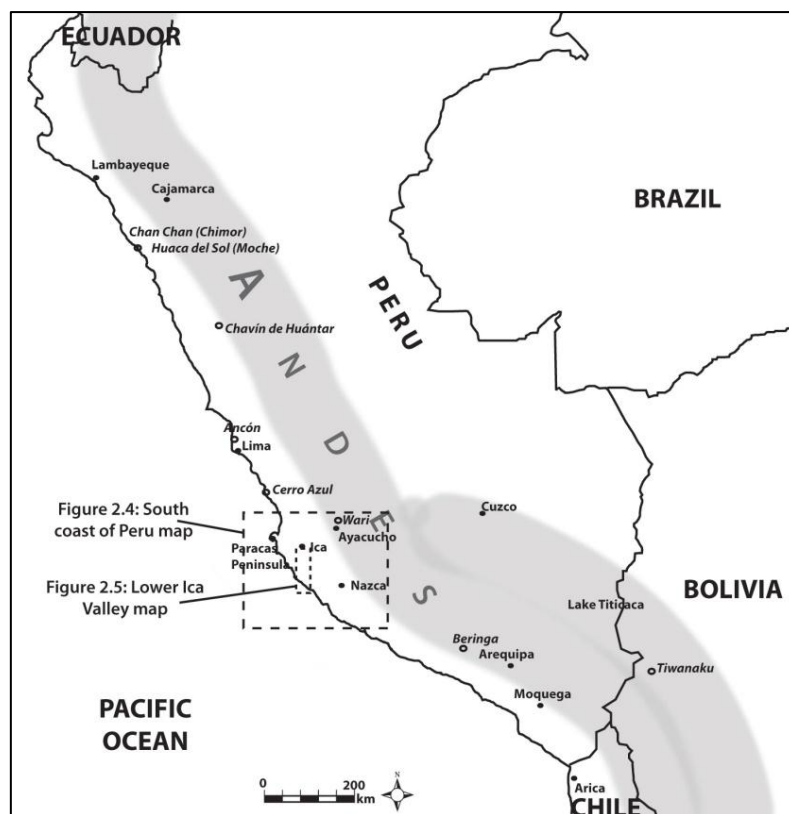 ECUADOR
Lambayeque
Cajamarca
BRAZIL
Chan Chan (Chimor)
Huaca del Sol (Moche)
A
PERU
Chavín de Huántar
N
D
Ancón
Lima
Cerro Azul
E
Cuzco
Figure 2.4: South
coast of Peru map
Wari
Ayacucho
Paracas
Peninsula
Ica
Figure 2.5: Lower Ica
Valley map
Nazca
S
BOLIVIA
Lake Titicaca
Beringa
Arequipa
Tiwanaku
Moquega
PACIFIC
OCEAN
0 200
km
N
Arica
CHILE